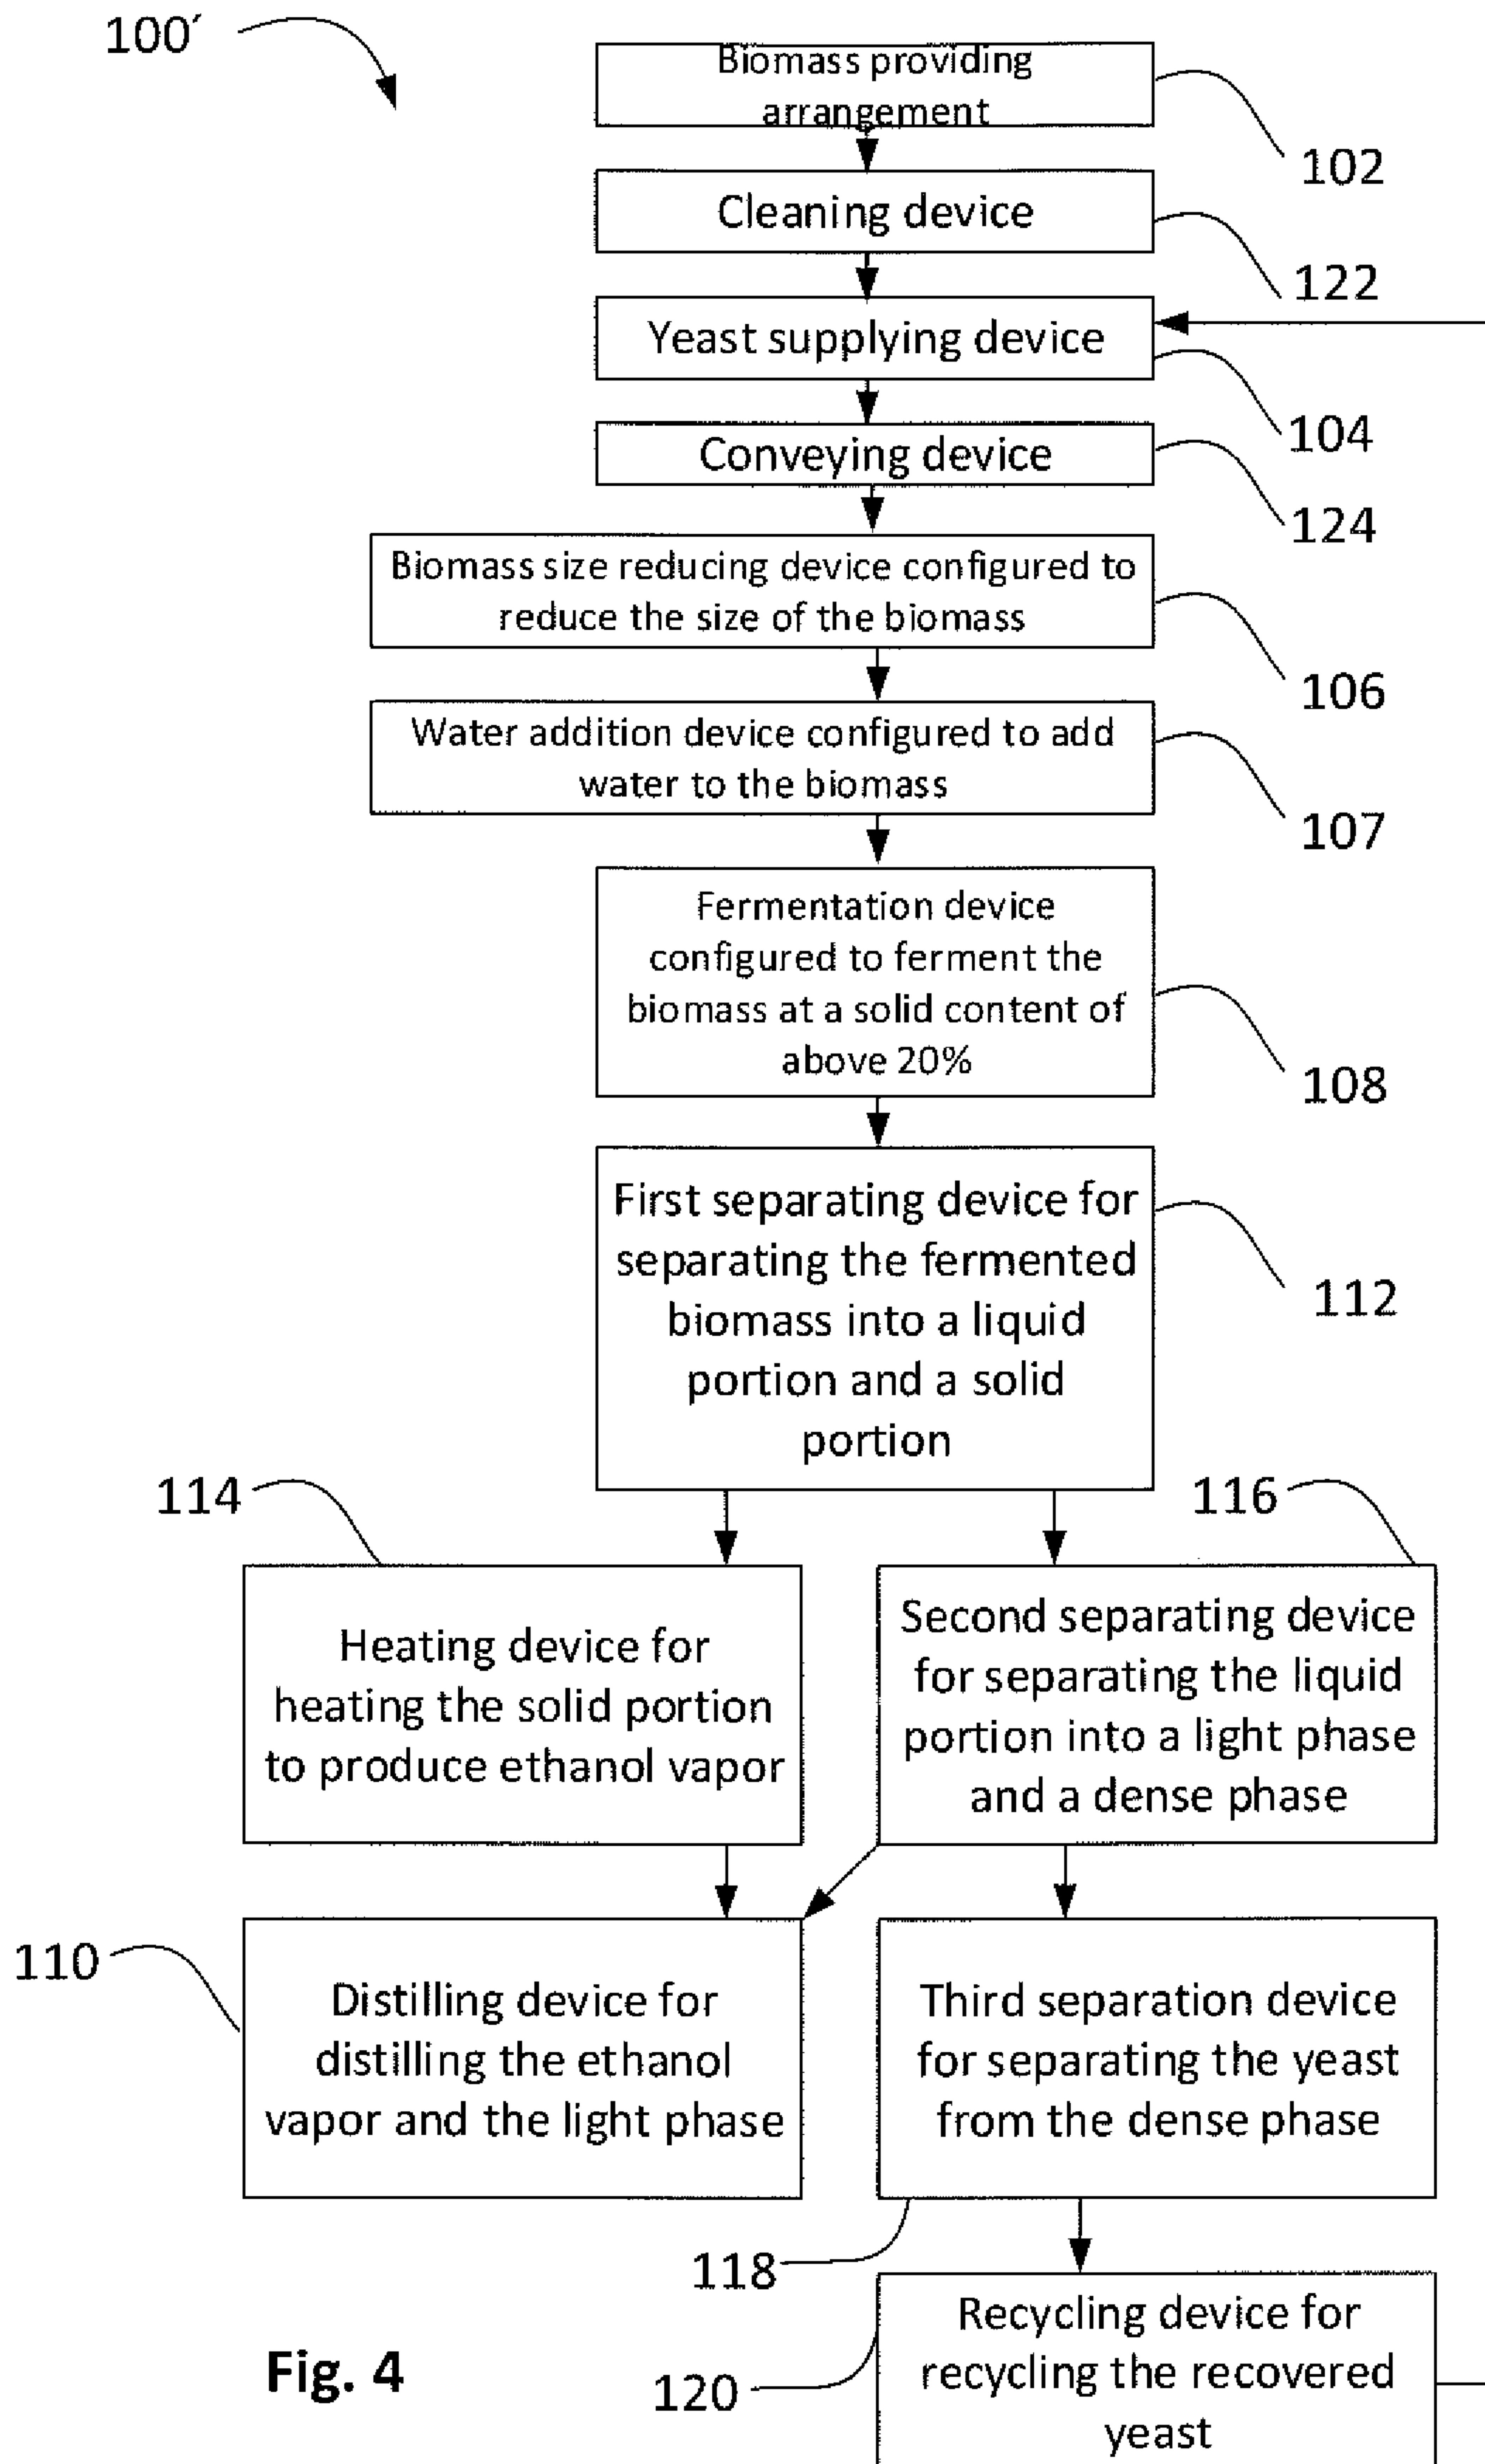 100´
Biomass providing
arrangement
102
Cleaning device
122
Yeast supplying device
104
Conveying device
124
Biomass size reducing device configured to
reduce the size of the biomass
106
Water addition device configured to add
water to the biomass
107
Fermentation device
configured to ferment the
biomass at a solid content of
above 20%
108
First separating device for
separating the fermented
biomass into a liquid
portion and a solid
portion
112
114
116
Heating device for
heating the solid portion
to produce ethanol vapor
Second separating device
for separating the liquid
portion into a light phase
and a dense phase
110
Distilling device for
distilling the ethanol
vapor and the light phase
Third separation device
for separating the yeast
from the dense phase
118
Recycling device for
recycling the recovered
yeast
120
Fig. 4